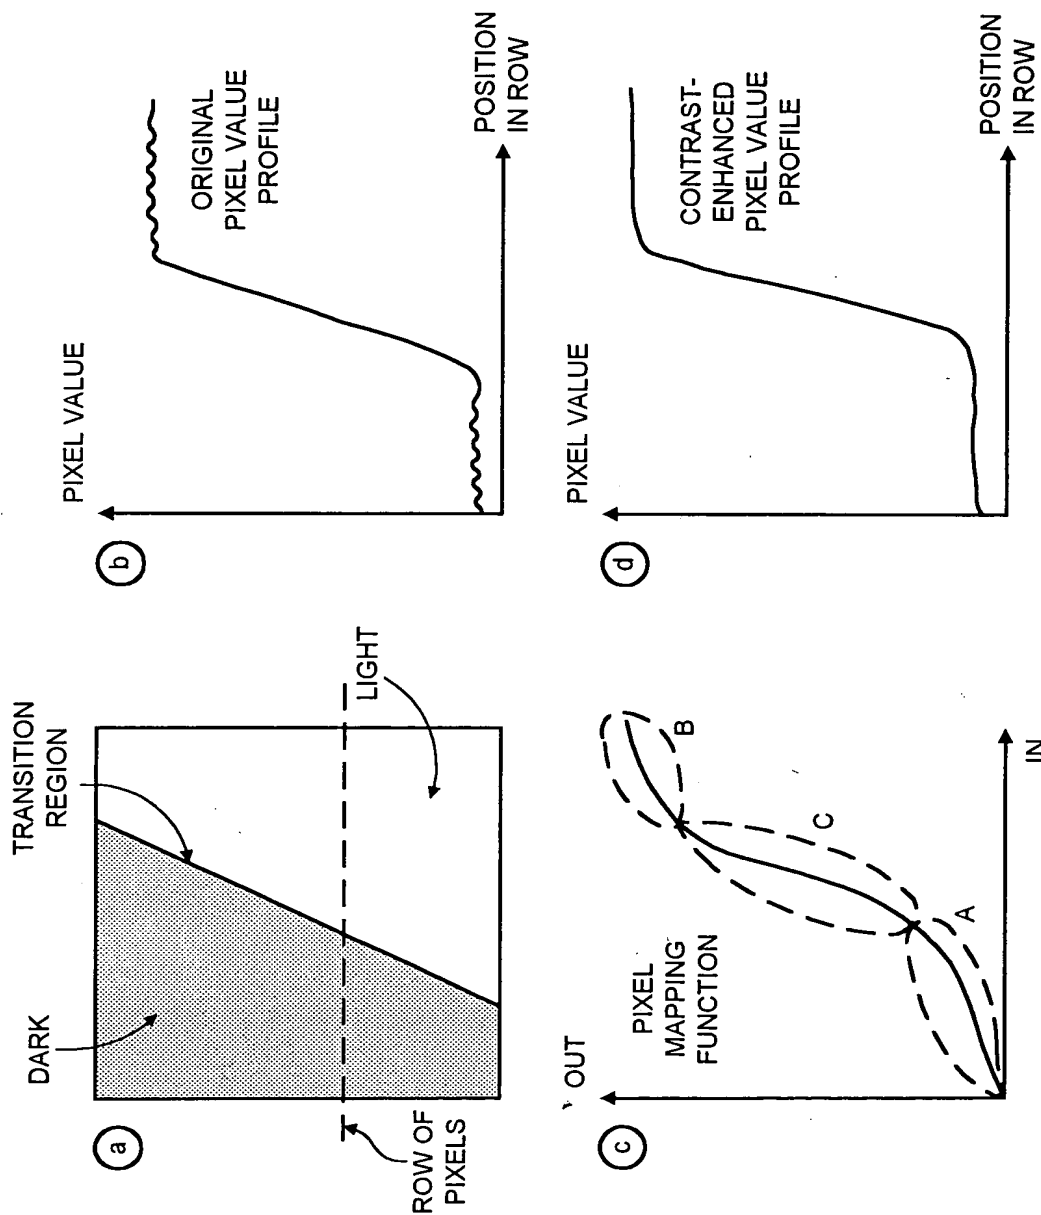 a
DARK
TRANSITION
REGION
ROW OF
PIXELS
LIGHT
b
PIXEL VALUE
ORIGINAL
PIXEL VALUE
PROFILE
POSITION
IN ROW
c
OUT
PIXEL
MAPPING
FUNCTION
A
C
B
IN
d
PIXEL VALUE
CONTRAST-
ENHANCED
PIXEL VALUE
PROFILE
POSITION
IN ROW